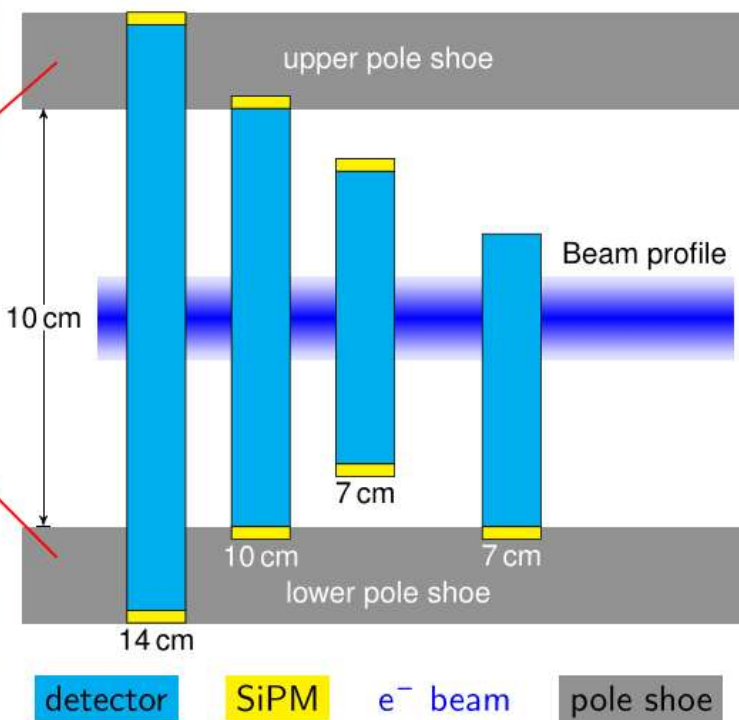 upper pole shoe
Beam profile
10 cm
7 cm
10 cm
7 cm
lower pole shoe
14 cm
detector SiPM e⁻ beam pole shoe